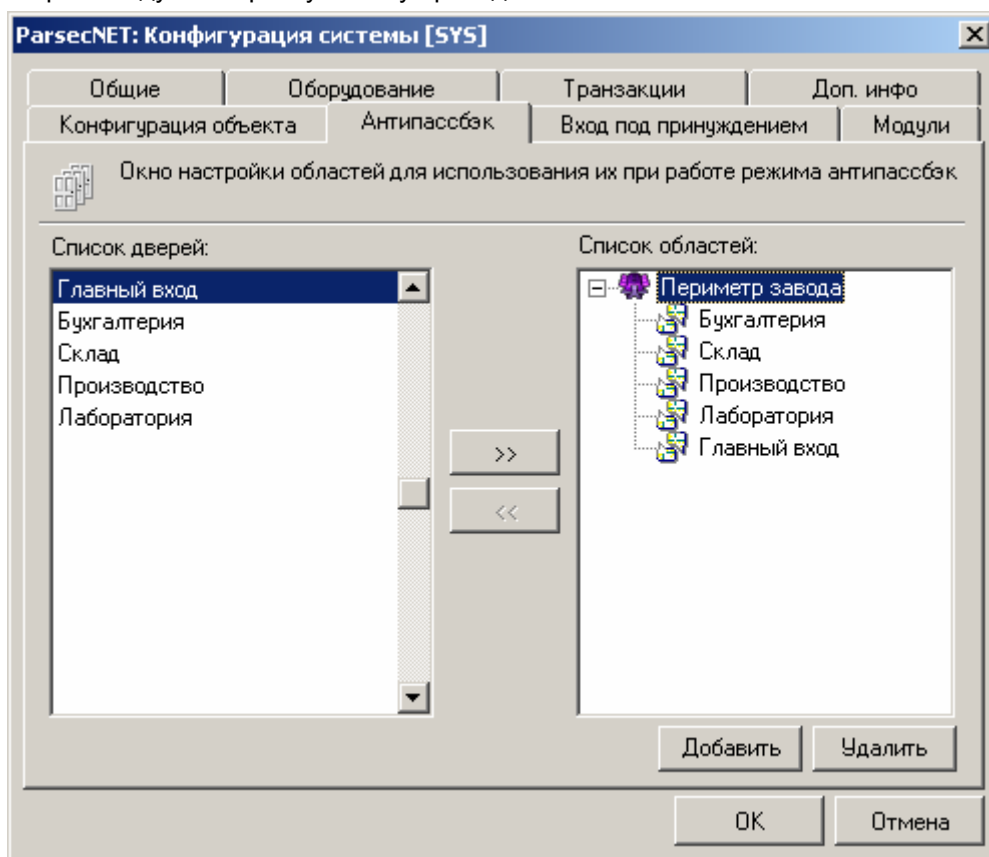 ParsecNET: Конфигурация системы [SYS]
Общие
Оборудование
Транзакции
Доп. инфо
Конфигурация объекта
Антипассбэк
Вход под принуждением
Модули
Окно настройки областей для использования их при работе режима антипассбэк
Список дверей:
Список областей:
Главный вход
Бухгалтерия
Склад
Производство
Лаборатория
>>
<<
Периметр завода
Бухгалтерия
Склад
Производство
Лаборатория
Главный вход
Добавить
Удалить
OK
Отмена